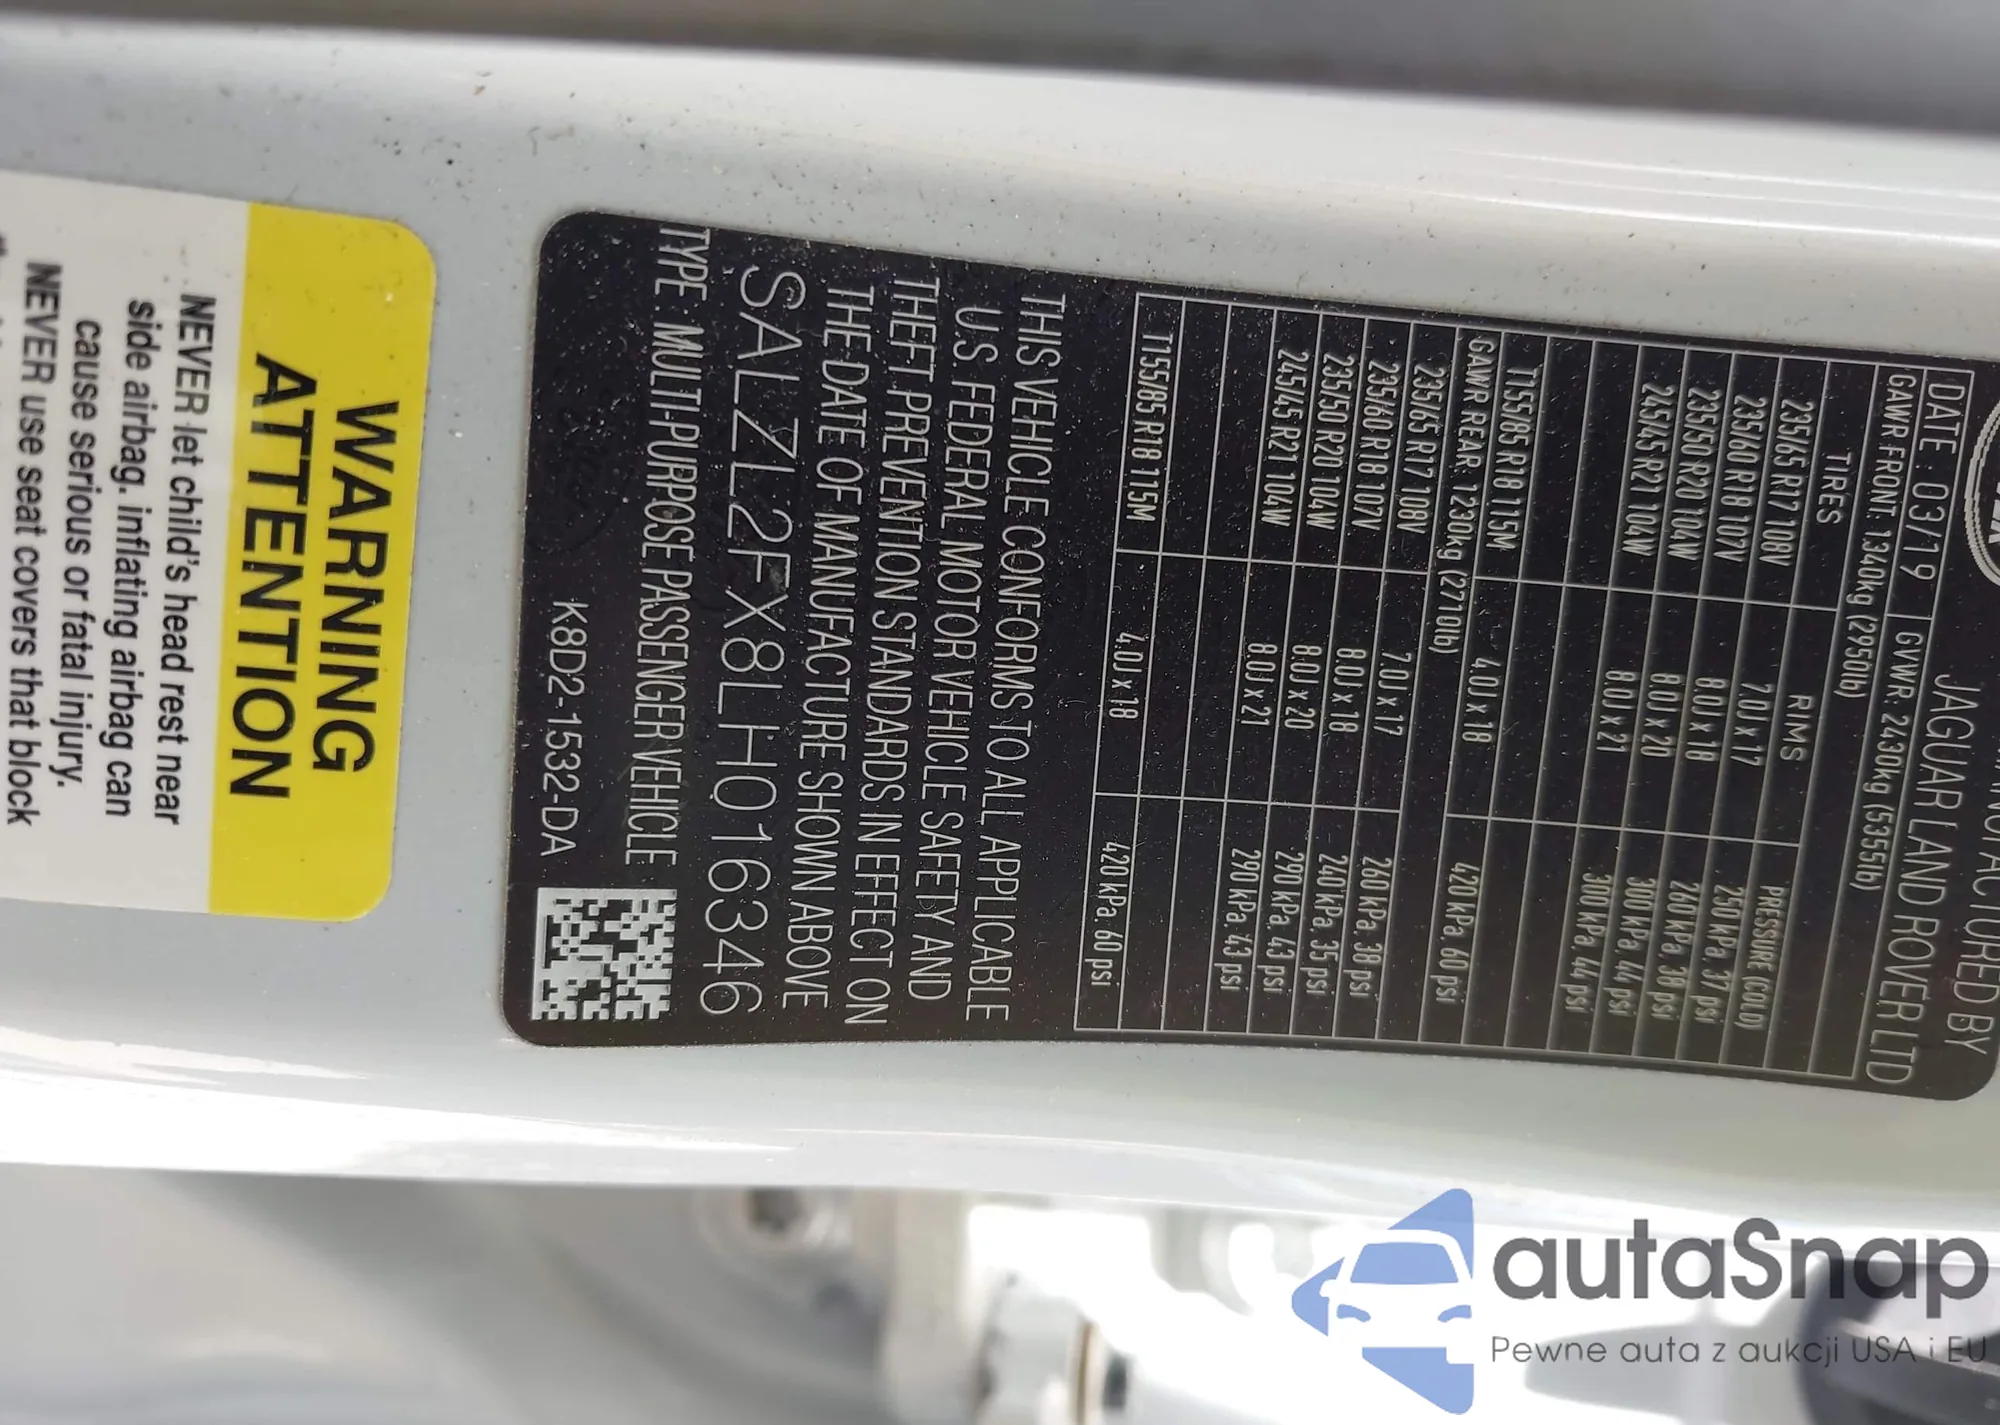 MANUFACTURED BY
JAGUAR LAND ROVER LTD
DATE : 03/19 GVWR: 2430kg (5355lb)
GAWR FRONT: 1340kg (2950lb)
TIRES RIMS PRESSURE (COLD)
235/65 R17 108V 7.0J x 17 250 kPa. 37 psi
235/60 R18 107V 8.0J x 18 260 kPa. 38 psi
235/50 R20 104W 8.0J x 20 300 kPa. 44 psi
245/45 R21 104W 8.0J x 21 300 kPa. 44 psi
T155/85 R18 115M 4.0J x 18 420 kPa. 60 psi
GAWR REAR: 1230kg (2710lb)
235/65 R17 108V 7.0J x 17 260 kPa. 38 psi
235/60 R18 107V 8.0J x 18 240 kPa. 35 psi
235/50 R20 104W 8.0J x 20 290 kPa. 43 psi
245/45 R21 104W 8.0J x 21 290 kPa. 43 psi
T155/85 R18 115M 4.0J x 18 420 kPa. 60 psi
THIS VEHICLE CONFORMS TO ALL APPLICABLE
U.S. FEDERAL MOTOR VEHICLE SAFETY AND
THEFT PREVENTION STANDARDS IN EFFECT ON
THE DATE OF MANUFACTURE SHOWN ABOVE
SALZL2FX8LH016346
TYPE : MULTI-PURPOSE PASSENGER VEHICLE
K8D2-1532-DA
WARNING
ATTENTION
NEVER let child's head rest near
side airbag. inflating airbag can
cause serious or fatal injury.
NEVER use seat covers that block
autaSnap
Pewne auta z aukcji USA i EU